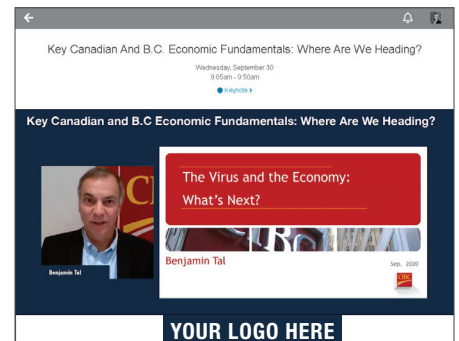 Key Canadian And B.C. Economic Fundamentals: Where Are We Heading?
Wednesday, September 30
9:05am - 9:50am
Keynote
Key Canadian and B.C Economic Fundamentals: Where Are We Heading?
CI
The Virus and the Economy:
What's Next?
Benjamin Tal
Sep. 2020
CIBC
Benjamin Tal
YOUR LOGO HERE